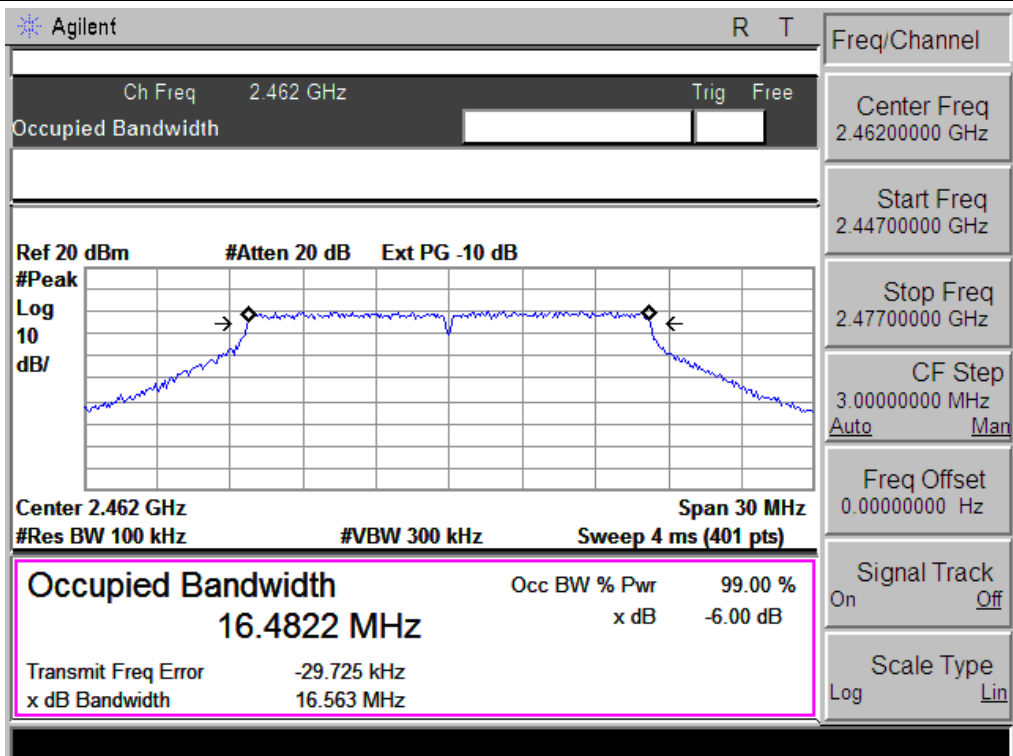 Agilent R T
Ch Freq 2.462 GHz Trig Free
Occupied Bandwidth
Ref 20 dBm #Atten 20 dB Ext PG -10 dB
#Peak
Log
10
dB/
Center 2.462 GHz Span 30 MHz
#Res BW 100 kHz #VBW 300 kHz Sweep 4 ms (401 pts)
Occupied Bandwidth Occ BW % Pwr 99.00 %
16.4822 MHz x dB -6.00 dB
Transmit Freq Error -29.725 kHz
x dB Bandwidth 16.563 MHz
Freq/Channel
Center Freq
2.46200000 GHz
Start Freq
2.44700000 GHz
Stop Freq
2.47700000 GHz
CF Step
3.00000000 MHz
Auto Man
Freq Offset
0.00000000 Hz
Signal Track
On Off
Scale Type
Log Lin